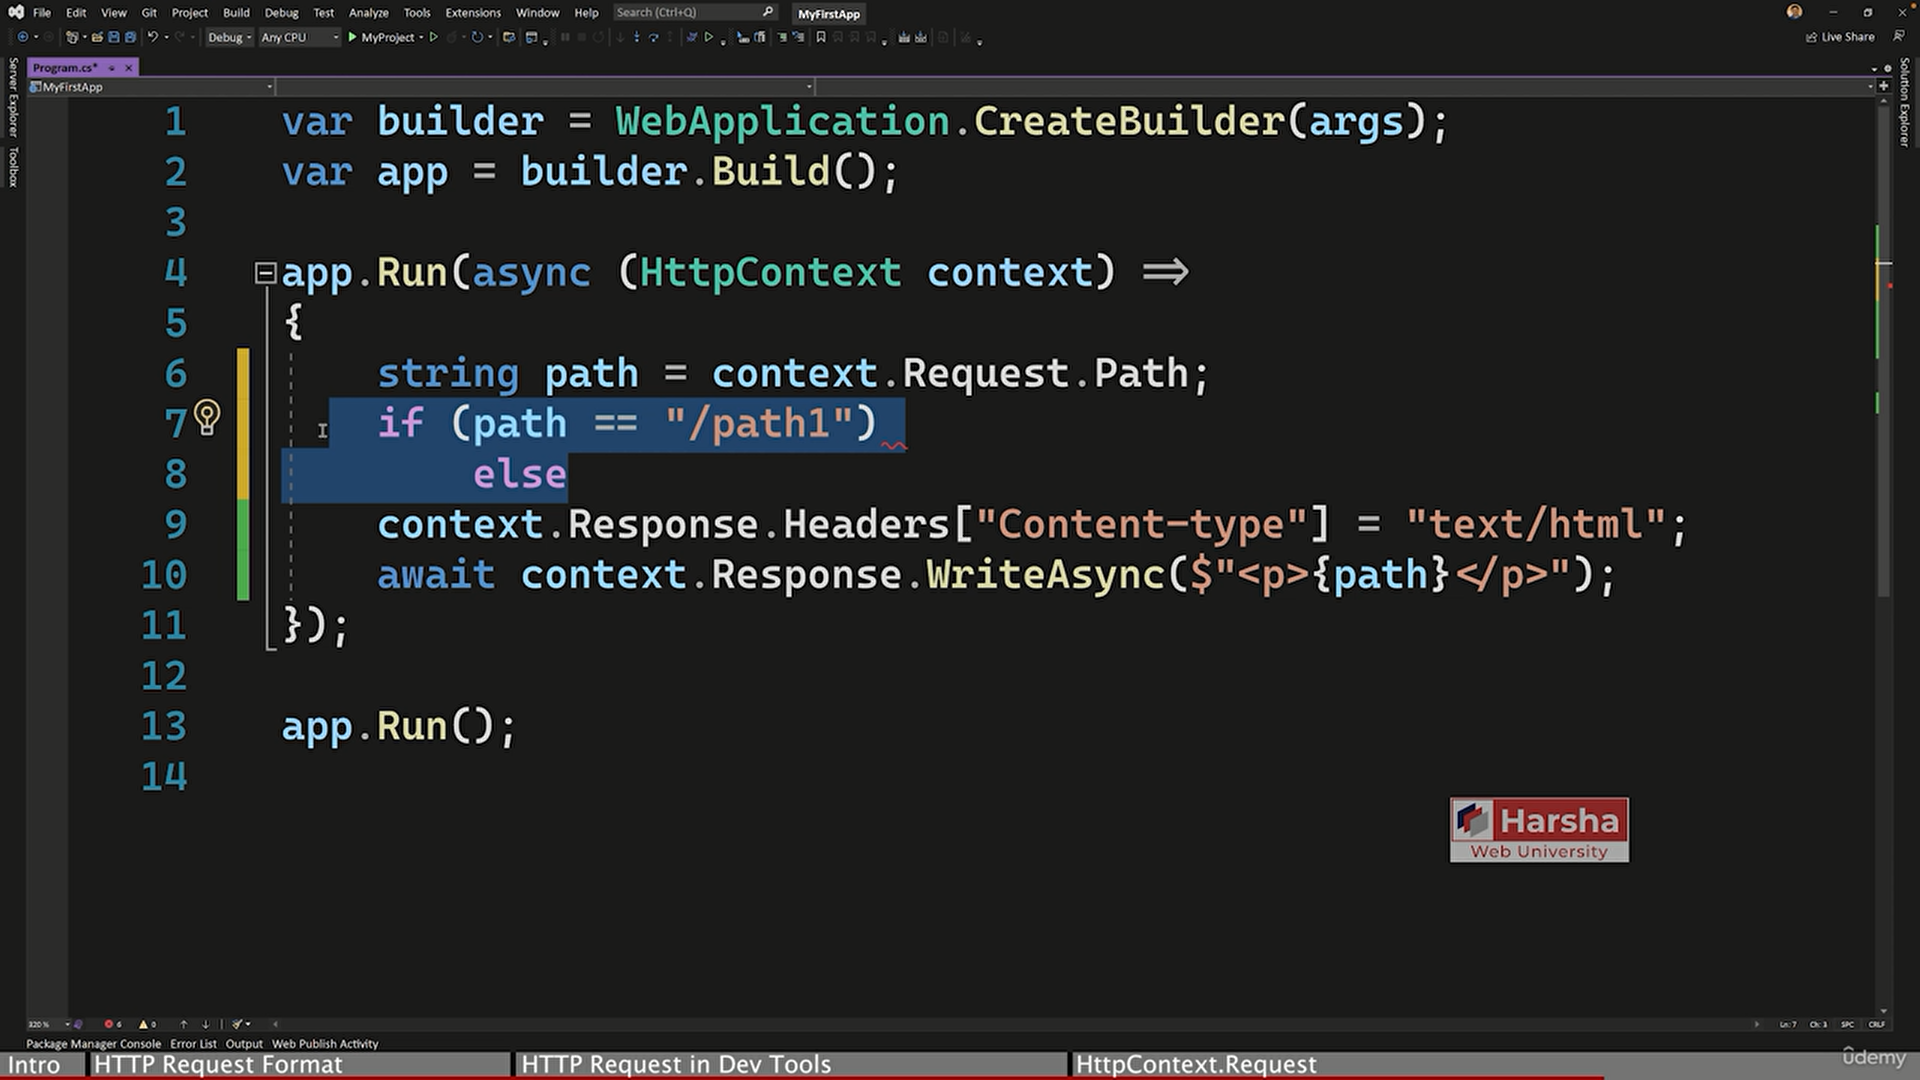 File Edit View Git Project Build Debug Test Analyze Tools Extensions Window Help Search (Ctrl+Q) MyFirstApp
Debug Any CPU MyProject Live Share
Program.cs*
MyFirstApp
Server Explorer
Toolbox
Solution Explorer
1 var builder = WebApplication.CreateBuilder(args);
2 var app = builder.Build();
3
4 app.Run(async (HttpContext context) =>
5 {
6 string path = context.Request.Path;
7 if (path == "/path1")
8 else
9 context.Response.Headers["Content-type"] = "text/html";
10 await context.Response.WriteAsync($"<p>{path}</p>");
11 });
12
13 app.Run();
14
Harsha
Web University
320 % 6 0 Ln: 7 Ch: 3 SPC CRLF
Package Manager Console Error List Output Web Publish Activity
Intro HTTP Request Format HTTP Request in Dev Tools HttpContext.Request
udemy